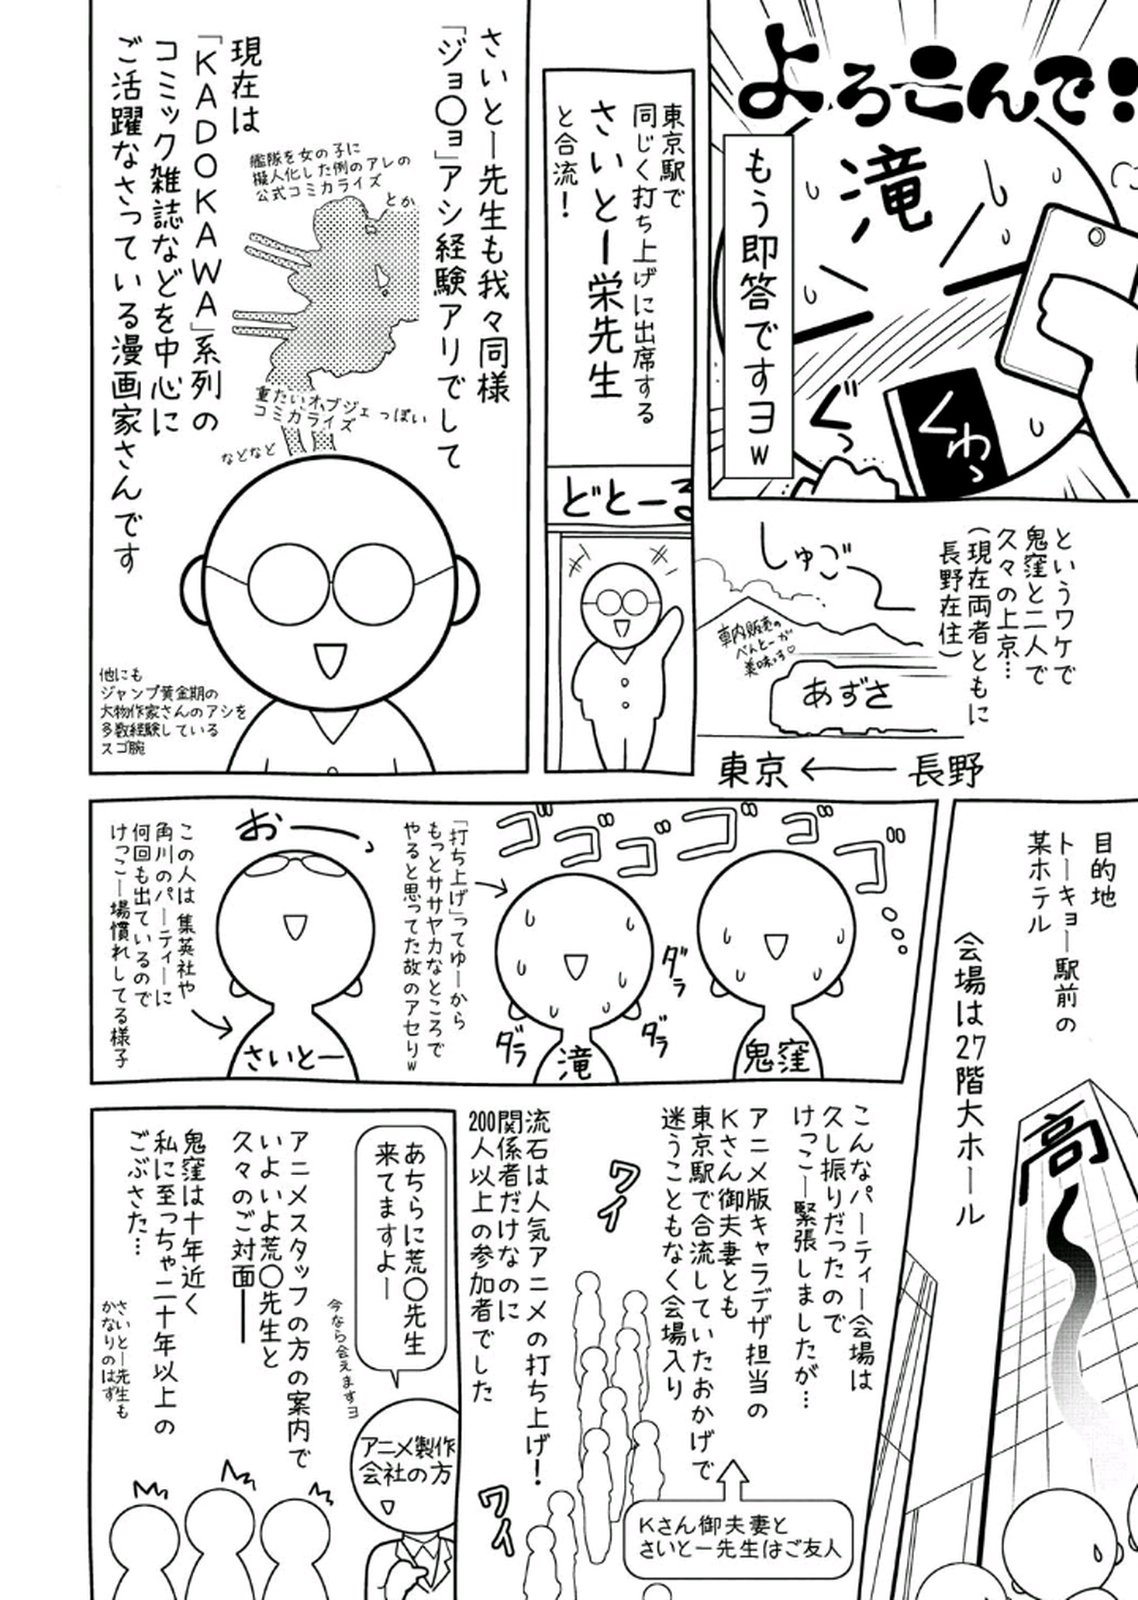 よろこんで!
滝
もう即答ですヨw
ぐっ
くわっ
というワケで
鬼窪と二人で
久々の上京…
(現在両者ともに
長野在住)
しゅごーっ
車内販売の
べんとーが
美味っす♡
あずさ
東京←長野
東京駅で
同じく打ち上げに出席する
さいとー栄先生
と合流!
どとーる
さいとー先生も我々同様
「ジョ〇ョ」アシ経験アリでして
艦隊を女の子に
擬人化した例のアレの
公式コミカライズ
とか
重たいオブジェっぽい
コミカライズ
などなど
現在は
「KADOKAWA」系列の
コミック雑誌などを中心に
ご活躍なさっている漫画家さんです
他にも
ジャンプ黄金期の
大物作家さんのアシを
多数経験している
スゴ腕
目的地
トーキョー駅前の
某ホテル
会場は27階大ホール
高
ゴゴゴゴゴゴ
鬼窪
ダラ
ダラ
ダラ
滝
「打ち上げ」ってゆーから
もっとササヤカなところで
やると思ってた故のアセりw
おーっ
さいとー
この人は集英社や
角川のパーティーに
何回も出ているので
けっこー場慣れしてる様子
こんなパーティー会場は
久し振りだったので
けっこー緊張しましたが…
アニメ版キャラデザ担当の
Kさん御夫妻とも
東京駅で合流していたおかげで
迷うこともなく会場入り
Kさん御夫妻と
さいとー先生はご友人
ワイ
ワイ
流石は人気アニメの打ち上げ!
関係者だけなのに
200人以上の参加者でした
あちらに荒〇先生
来てますよー
今なら会えますヨ
アニメ製作
会社の方
アニメスタッフの方の案内で
いよいよ荒〇先生と
久々のご対面――
鬼窪は十年近く
私に至っちゃ二十年以上の
ごぶさた…
さいとー先生も
かなりのはず